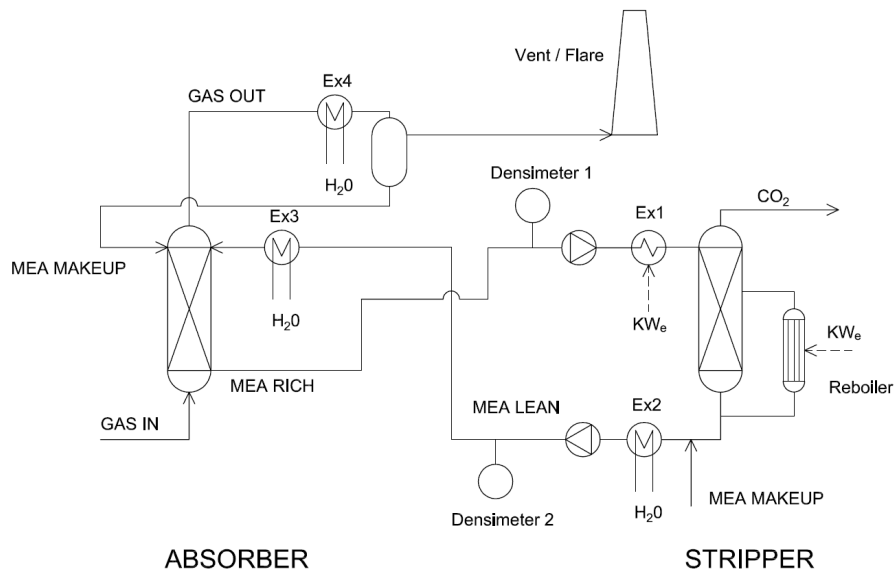 Vent / Flare
Ex4
GAS OUT
H₂0
Densimeter 1
CO₂
Ex3
Ex1
MEA MAKEUP
H₂0
KWₑ
KWₑ
MEA RICH
Reboiler
MEA LEAN
Ex2
GAS IN
MEA MAKEUP
H₂0
Densimeter 2
ABSORBER
STRIPPER